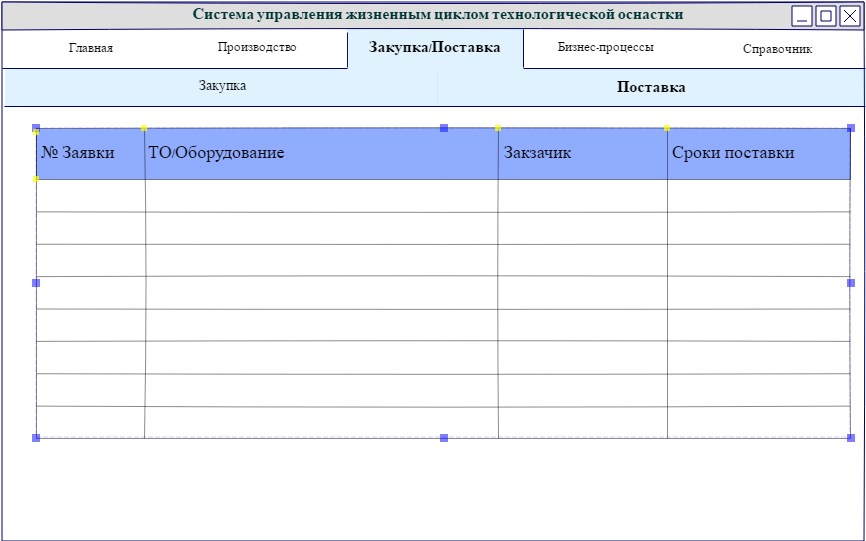 Система управления жизненным циклом технологической оснастки
Главная Производство Закупка/Поставка Бизнес-процессы Справочник
Закупка Поставка
№ Заявки ТО/Оборудование Закзачик Сроки поставки